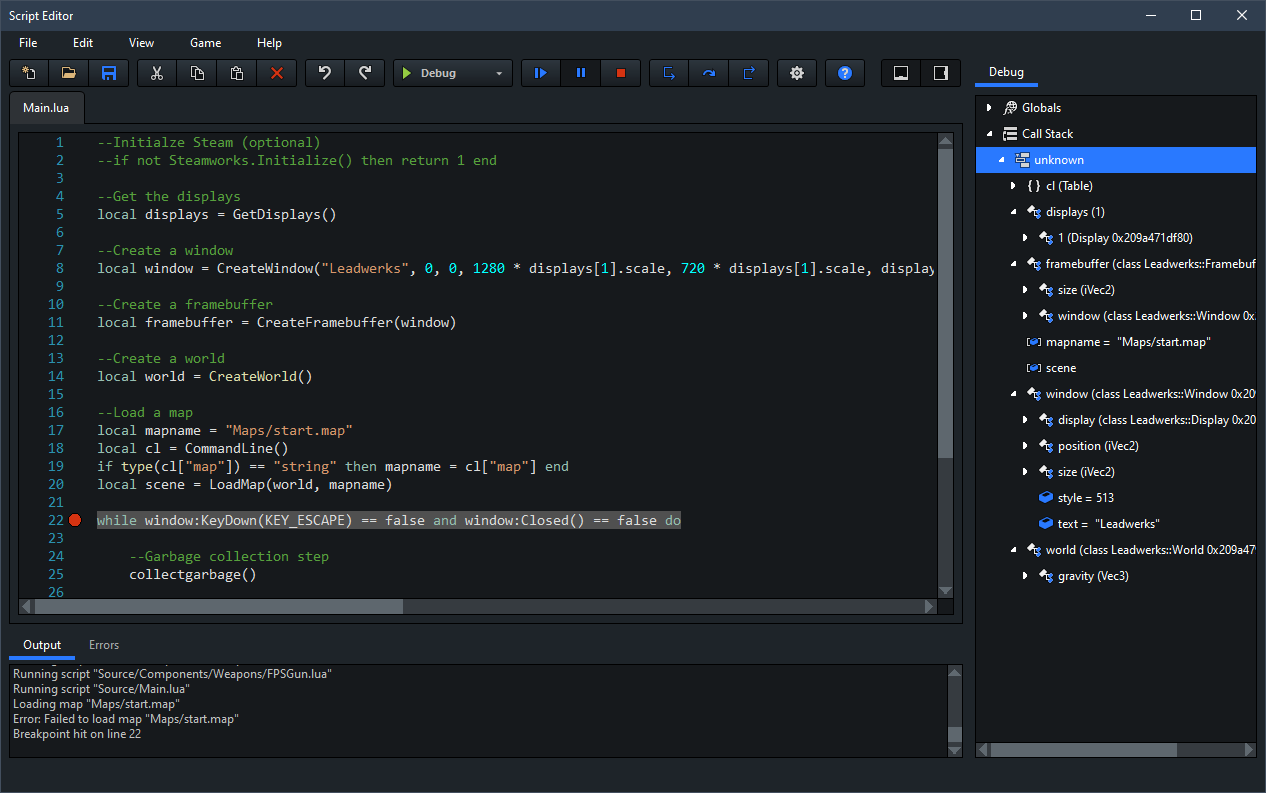 Script Editor
File Edit View Game Help
Debug
Debug
Main.lua
1 --Initialze Steam (optional)
2 --if not Steamworks.Initialize() then return 1 end
3
4 --Get the displays
5 local displays = GetDisplays()
6
7 --Create a window
8 local window = CreateWindow("Leadwerks", 0, 0, 1280 * displays[1].scale, 720 * displays[1].scale, display
9
10 --Create a framebuffer
11 local framebuffer = CreateFramebuffer(window)
12
13 --Create a world
14 local world = CreateWorld()
15
16 --Load a map
17 local mapname = "Maps/start.map"
18 local cl = CommandLine()
19 if type(cl["map"]) == "string" then mapname = cl["map"] end
20 local scene = LoadMap(world, mapname)
21
22 while window:KeyDown(KEY_ESCAPE) == false and window:Closed() == false do
23
24 --Garbage collection step
25 collectgarbage()
26
Globals
Call Stack
unknown
{ } cl (Table)
displays (1)
1 (Display 0x209a471df80)
framebuffer (class Leadwerks::Framebuf
size (iVec2)
window (class Leadwerks::Window 0x
mapname = "Maps/start.map"
scene
window (class Leadwerks::Window 0x209
display (class Leadwerks::Display 0x20
position (iVec2)
size (iVec2)
style = 513
text = "Leadwerks"
world (class Leadwerks::World 0x209a47
gravity (Vec3)
Output Errors
Running script "Source/Components/Weapons/FPSGun.lua"
Running script "Source/Main.lua"
Loading map "Maps/start.map"
Error: Failed to load map "Maps/start.map"
Breakpoint hit on line 22